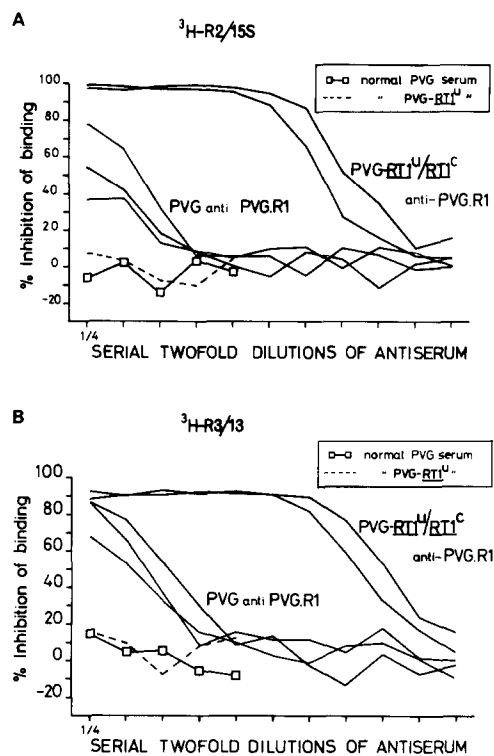 A
³H-R2/15S
normal PVG serum
" PVG-RT1ᵁ "
100
80
60
40
20
0
-20
% Inhibition of binding
PVG-RT1ᵁ/RT1ᶜ
anti-PVG.R1
PVG anti PVG.R1
1/4
SERIAL TWOFOLD DILUTIONS OF ANTISERUM
B
³H-R3/13
normal PVG serum
" PVG-RT1ᵁ "
100
80
60
40
20
0
-20
% Inhibition of binding
PVG-RT1ᵁ/RT1ᶜ
anti-PVG.R1
PVG anti PVG.R1
1/4
SERIAL TWOFOLD DILUTIONS OF ANTISERUM